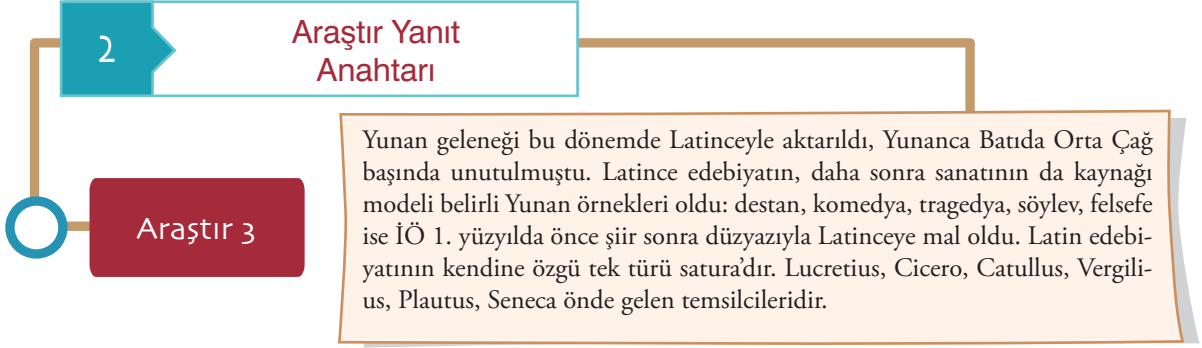 2
Araştır Yanıt
Anahtarı
Araştır 3
Yunan geleneği bu dönemde Latinceyle aktarıldı, Yunanca Batıda Orta Çağ
başında unutulmuştu. Latince edebiyatın, daha sonra sanatının da kaynağı
modeli belirli Yunan örnekleri oldu: destan, komedya, tragedya, söylev, felsefe
ise İÖ 1. yüzyılda önce şiir sonra düzyazıyla Latinceye mal oldu. Latin edebi-
yatının kendine özgü tek türü satura’dır. Lucretius, Cicero, Catullus, Vergili-
us, Plautus, Seneca önde gelen temsilcileridir.